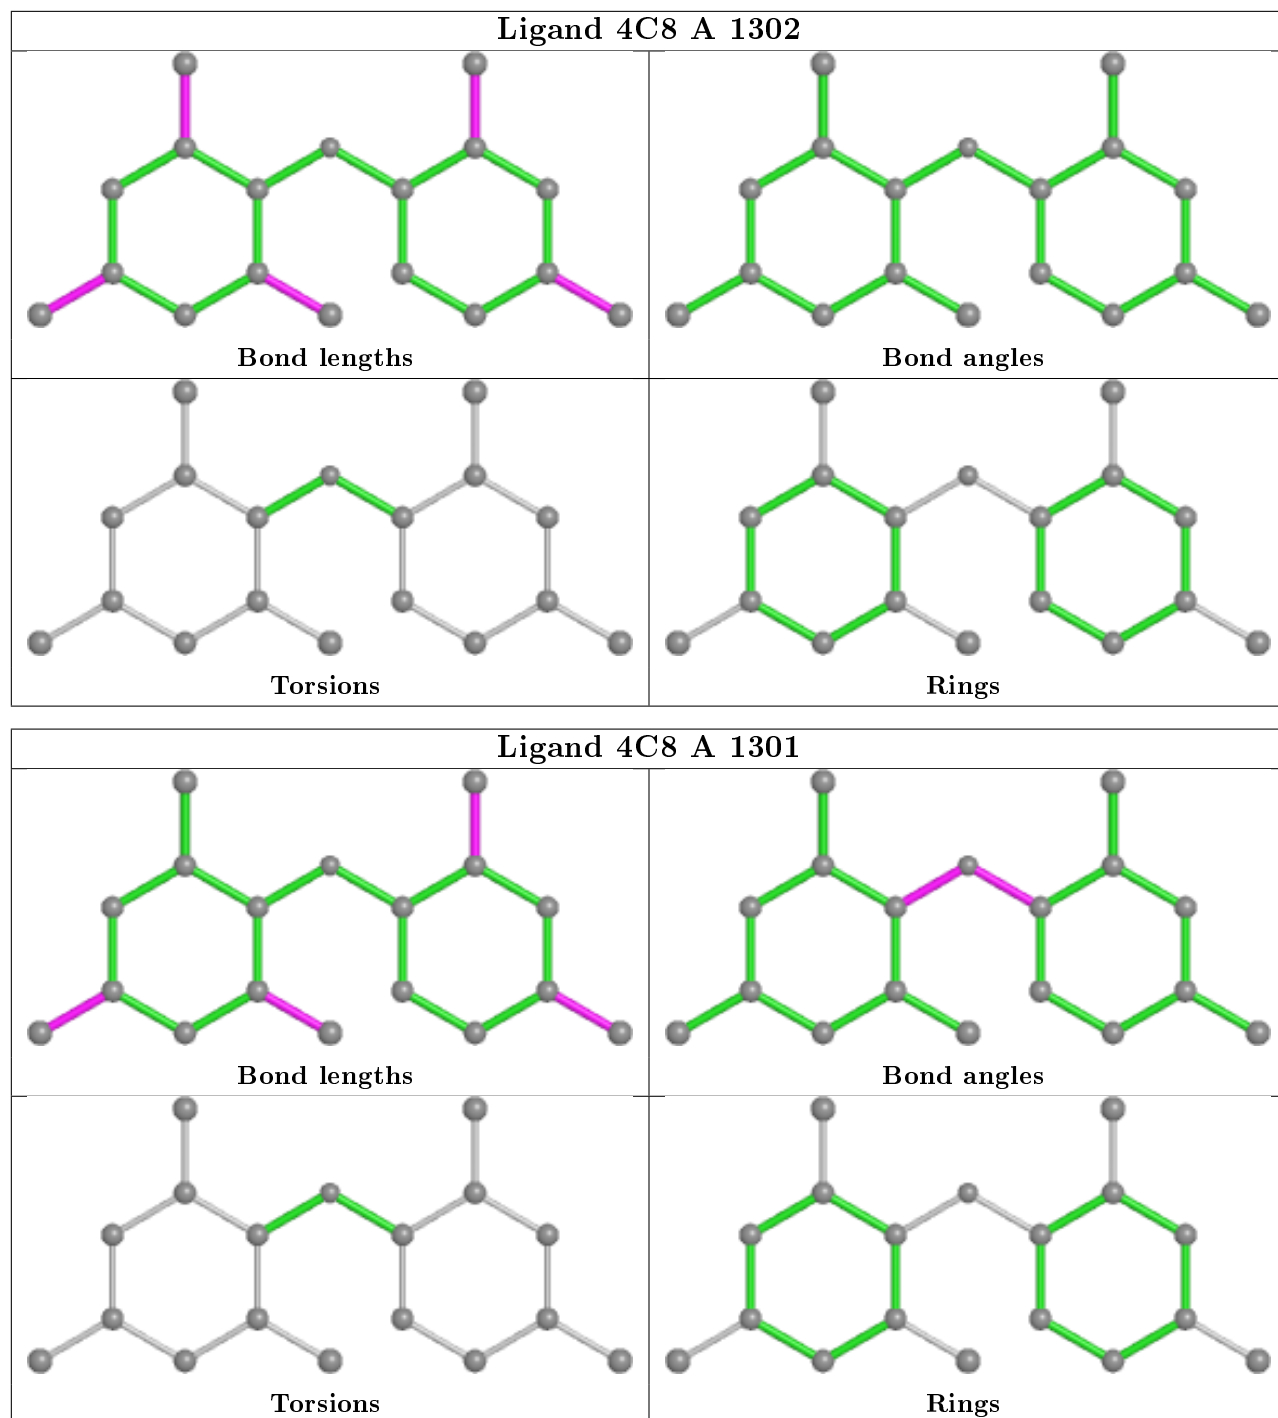 Ligand 4C8 A 1302
Bond lengths
Bond angles
Torsions
Rings
Ligand 4C8 A 1301
Bond lengths
Bond angles
Torsions
Rings